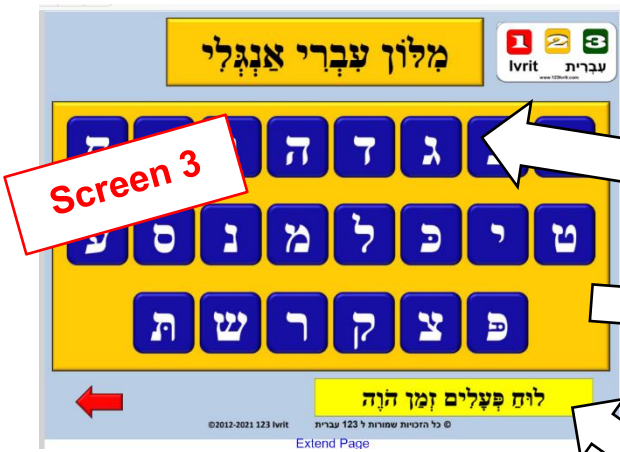 מִלּוֹן עִבְרִי אַנְגְּלִי
1 2 3
Ivrit עִבְרִית
www.123ivrit.com
ג ד ה
Screen 3
ט י כּ ל מ נ ס ע
פּ צ ק ר שׁ תּ
לוּחַ פְּעָלִים זְמַן הֹוֶה
©2012-2021 123 Ivrit © כל הזכויות שמורות ל 123 עברית
Extend Page